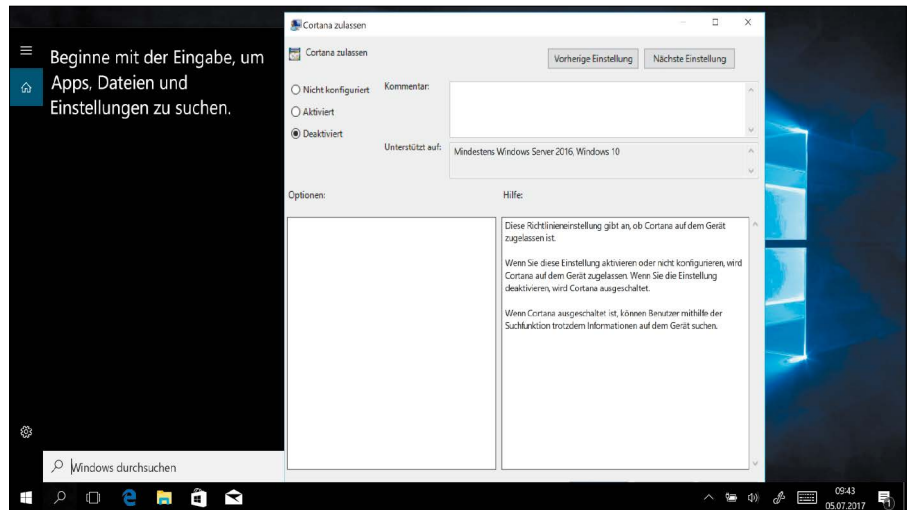 Beginne mit der Eingabe, um
Apps, Dateien und
Einstellungen zu suchen.
Windows durchsuchen
Cortana zulassen
Cortana zulassen
Vorherige Einstellung
Nächste Einstellung
Nicht konfiguriert
Aktiviert
Deaktiviert
Kommentar:
Unterstützt auf:
Mindestens Windows Server 2016, Windows 10
Optionen:
Hilfe:
Diese Richtlinieneinstellung gibt an, ob Cortana auf dem Gerät
zugelassen ist.
Wenn Sie diese Einstellung aktivieren oder nicht konfigurieren, wird
Cortana auf dem Gerät zugelassen. Wenn Sie die Einstellung
deaktivieren, wird Cortana ausgeschaltet.
Wenn Cortana ausgeschaltet ist, können Benutzer mithilfe der
Suchfunktion trotzdem Informationen auf dem Gerät suchen.
09:43
05.07.2017
1